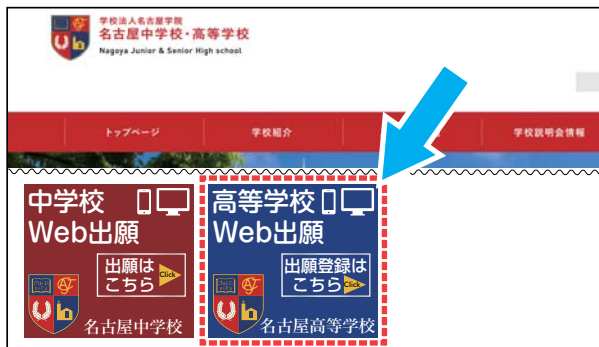 学校法人名古屋学院
名古屋中学校・高等学校
Nagoya Junior & Senior High school
トップページ
学校紹介
学校説明会情報
中学校
Web出願
出願は
こちら
Click
名古屋中学校
高等学校
Web出願
出願登録は
こちら
Click
名古屋高等学校